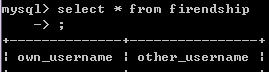 mysql> select * from firendship
    -> ;
+--------------+----------------+
| own_username | other_username |